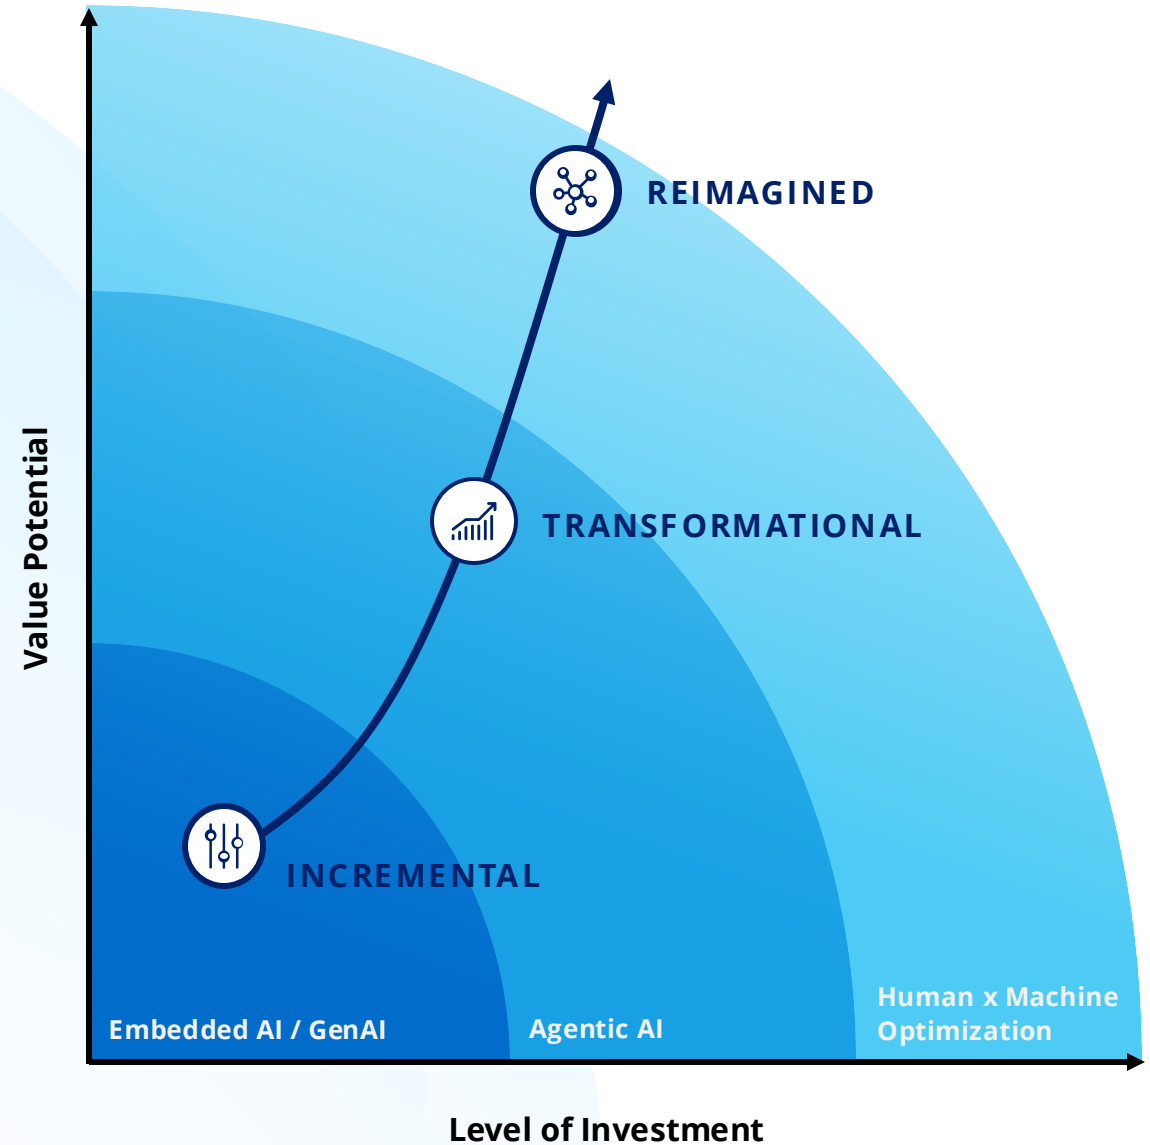 REIMAGINED
TRANSFORMATIONAL
Value Potential
INCREMENTAL
Embedded AI / GenAI
Agentic AI
Human x Machine
Optimization
Level of Investment